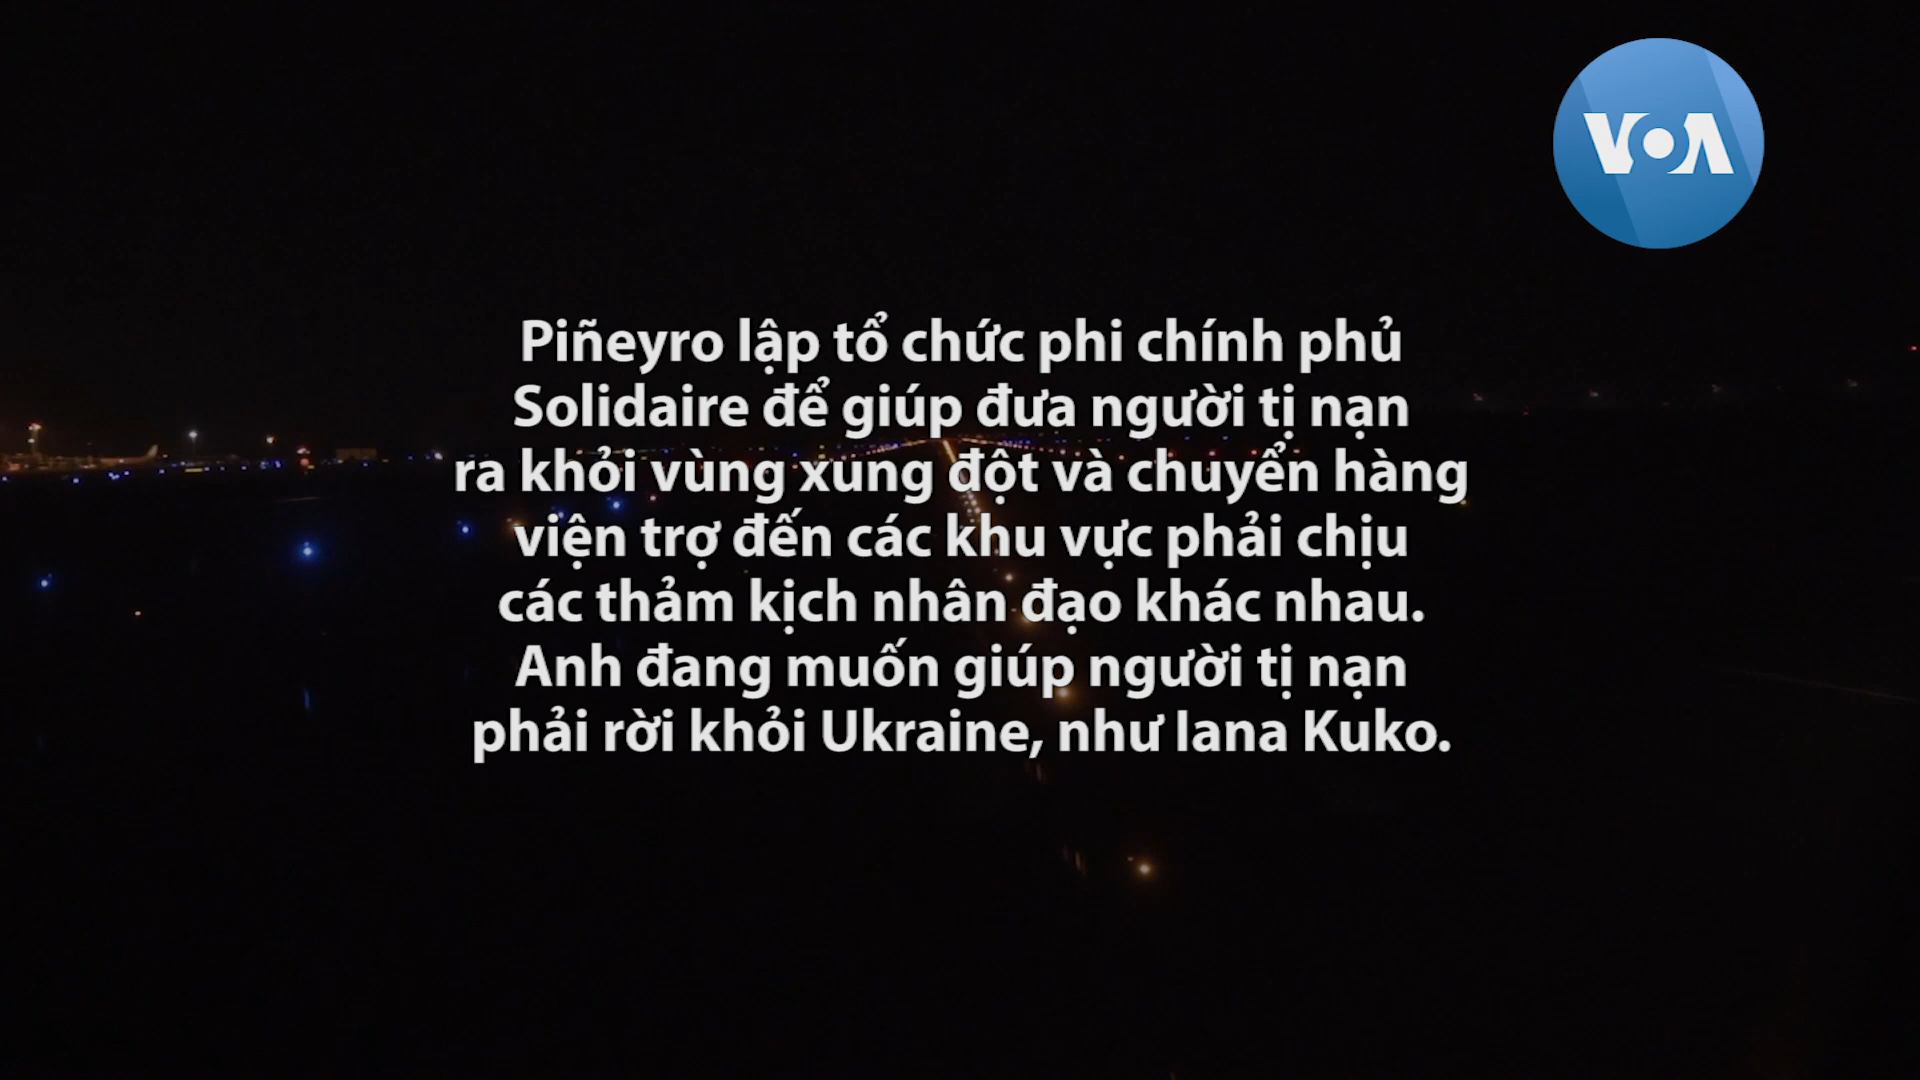 VOA
Piñeyro lập tổ chức phi chính phủ
Solidaire để giúp đưa người tị nạn
ra khỏi vùng xung đột và chuyển hàng
viện trợ đến các khu vực phải chịu
các thảm kịch nhân đạo khác nhau.
Anh đang muốn giúp người tị nạn
phải rời khỏi Ukraine, như Iana Kuko.